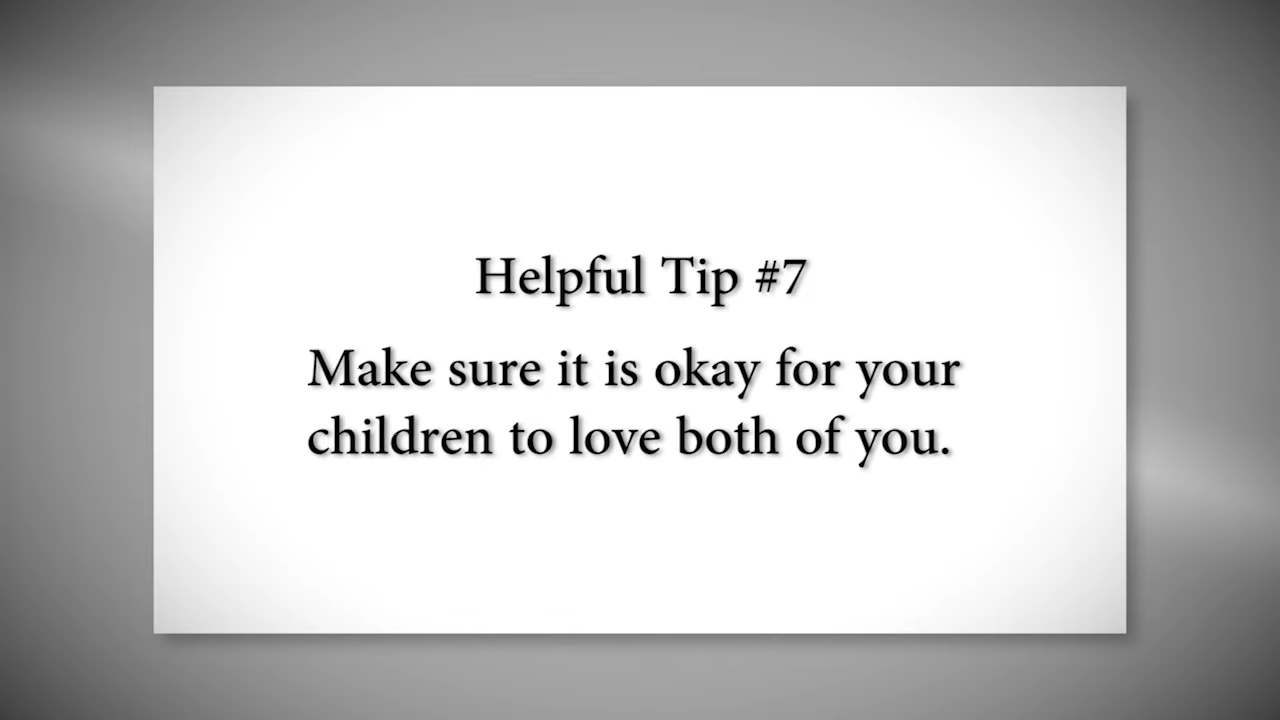 Helpful Tip #7
Make sure it is okay for your
children to love both of you.